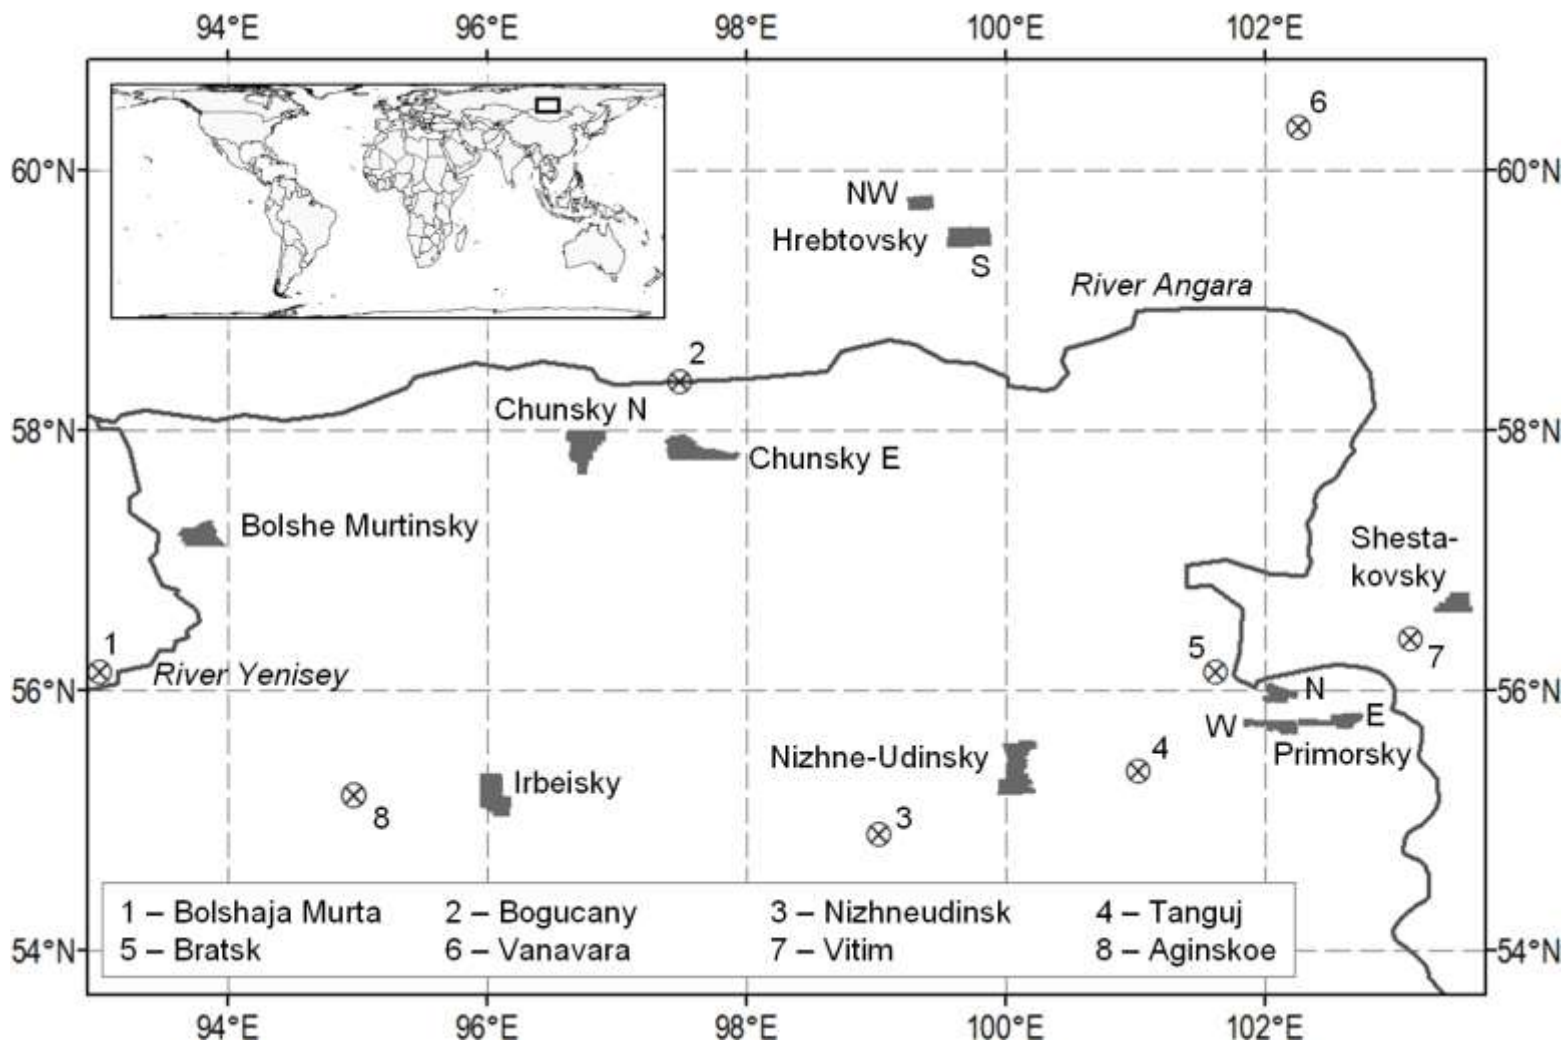 94°E 96°E 98°E 100°E 102°E
6
60°N 60°N
NW
Hrebtovsky
S
River Angara
2
Chunsky N
58°N 58°N
Chunsky E
Bolshe Murtinsky
Shesta-
kovsky
1
5
7
River Yenisey
56°N 56°N
N
W E
Primorsky
Nizhne-Udinsky
4
Irbeisky
8
3
1 – Bolshaja Murta 2 – Bogucany 3 – Nizhneudinsk 4 – Tanguj
5 – Bratsk 6 – Vanavara 7 – Vitim 8 – Aginskoe
54°N 54°N
94°E 96°E 98°E 100°E 102°E